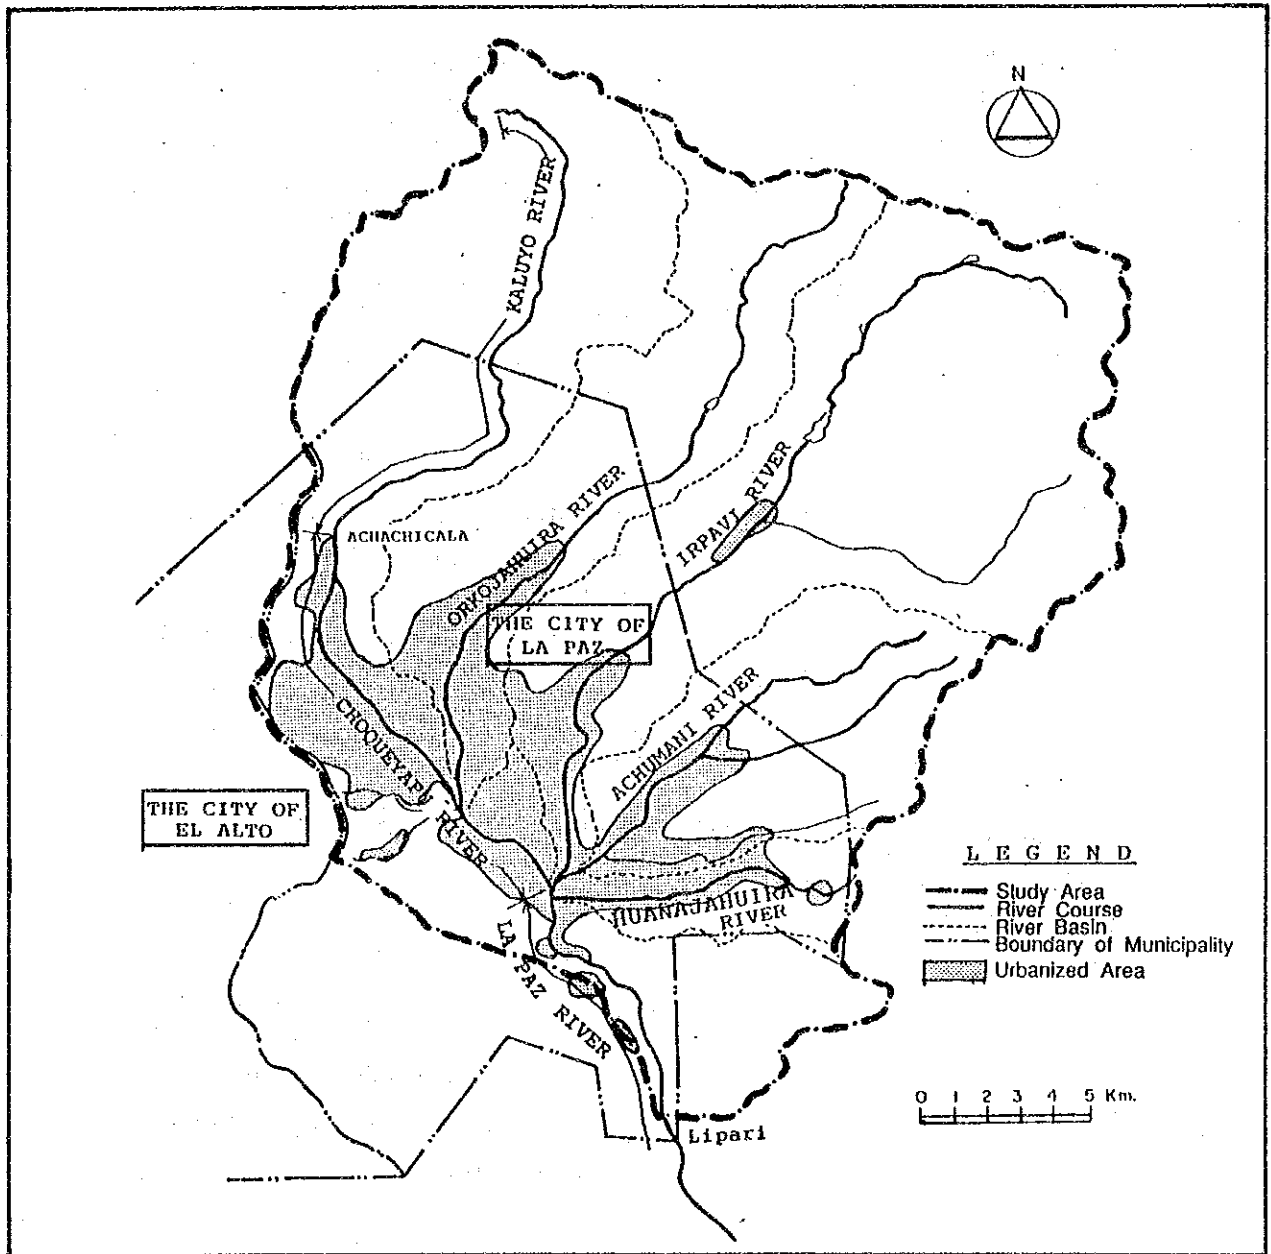 N
KALUYO RIVER
ACHACHICALA
ORKOJAHUIRA RIVER
IRPAVI RIVER
THE CITY OF
LA PAZ
CHOQUEYAPU RIVER
ACHUMANI RIVER
THE CITY OF
EL ALTO
HUANAJAHUIRA
RIVER
LA PAZ RIVER
LEGEND
Study Area
River Course
River Basin
Boundary of Municipality
Urbanized Area
0 1 2 3 4 5 Km.
Lipari